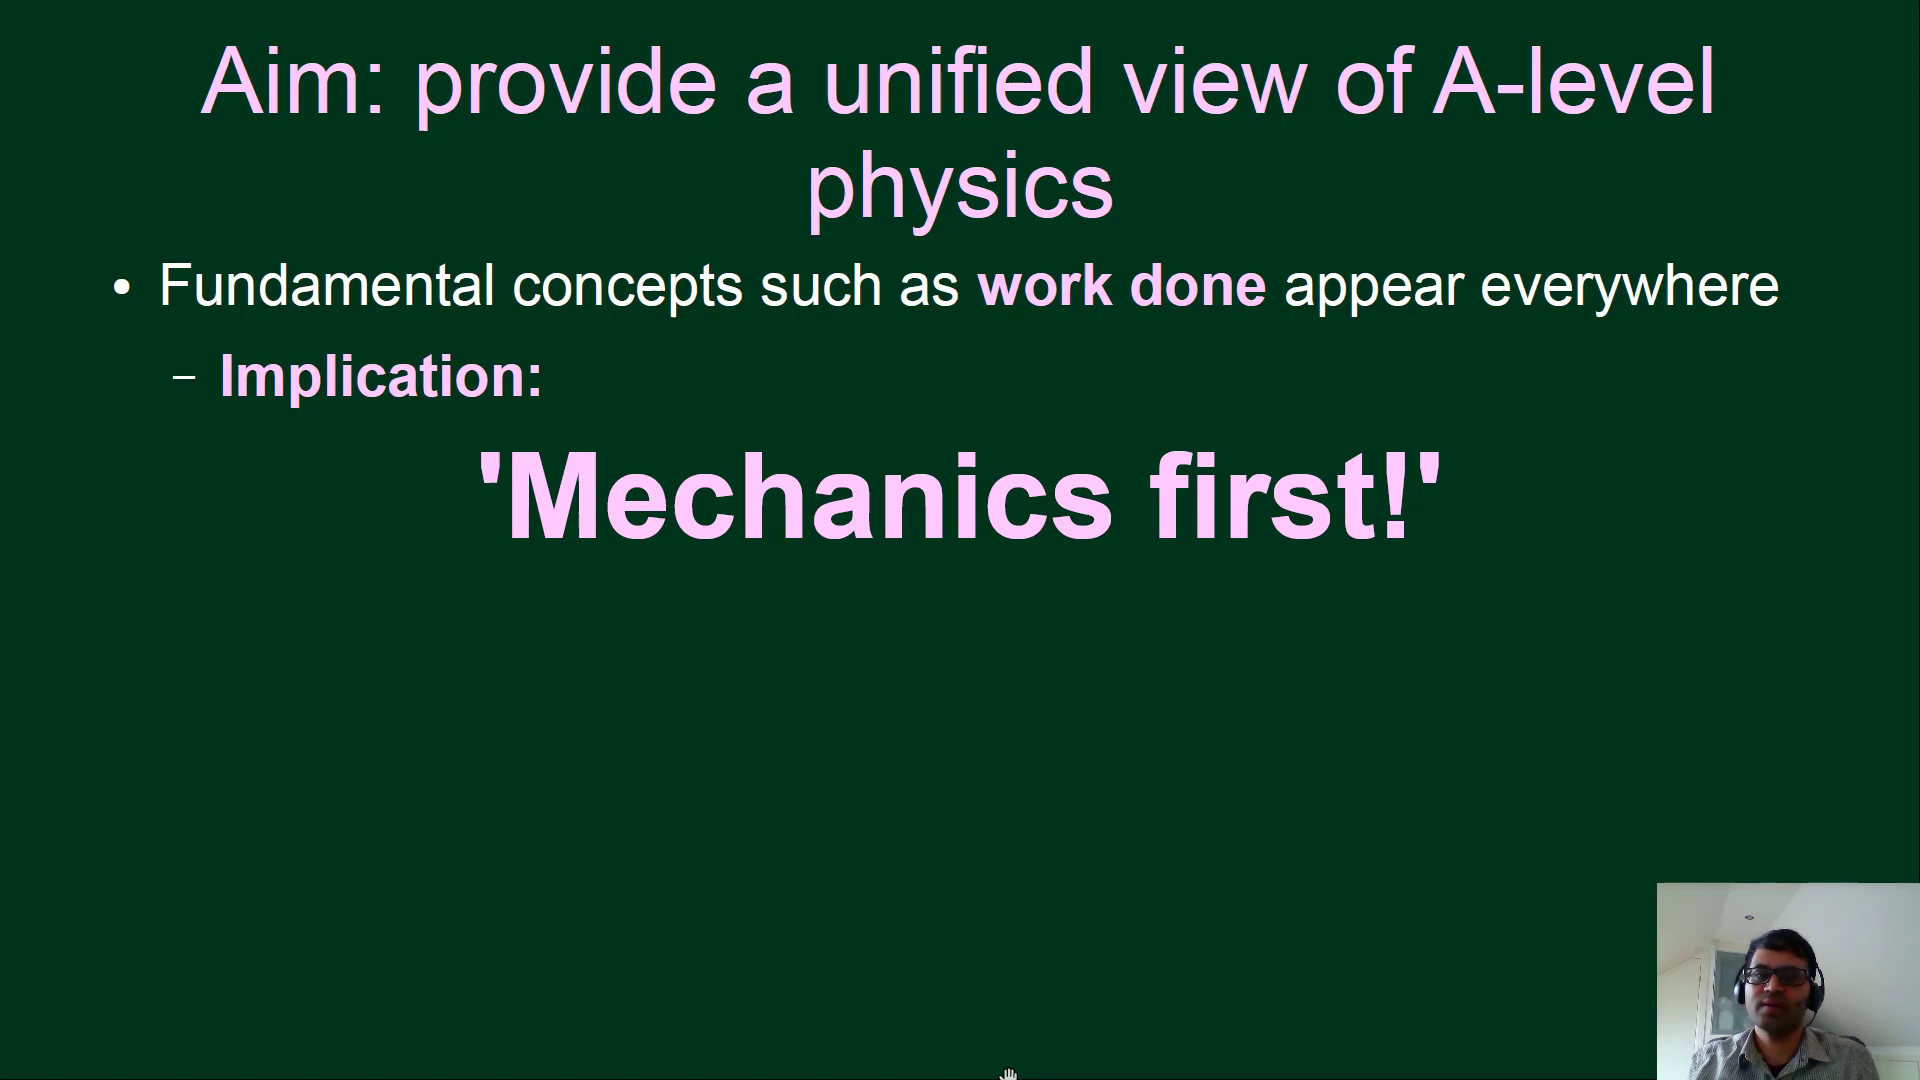 Aim: provide a unified view of A-level
physics
• Fundamental concepts such as work done appear everywhere
– Implication:
'Mechanics first!'